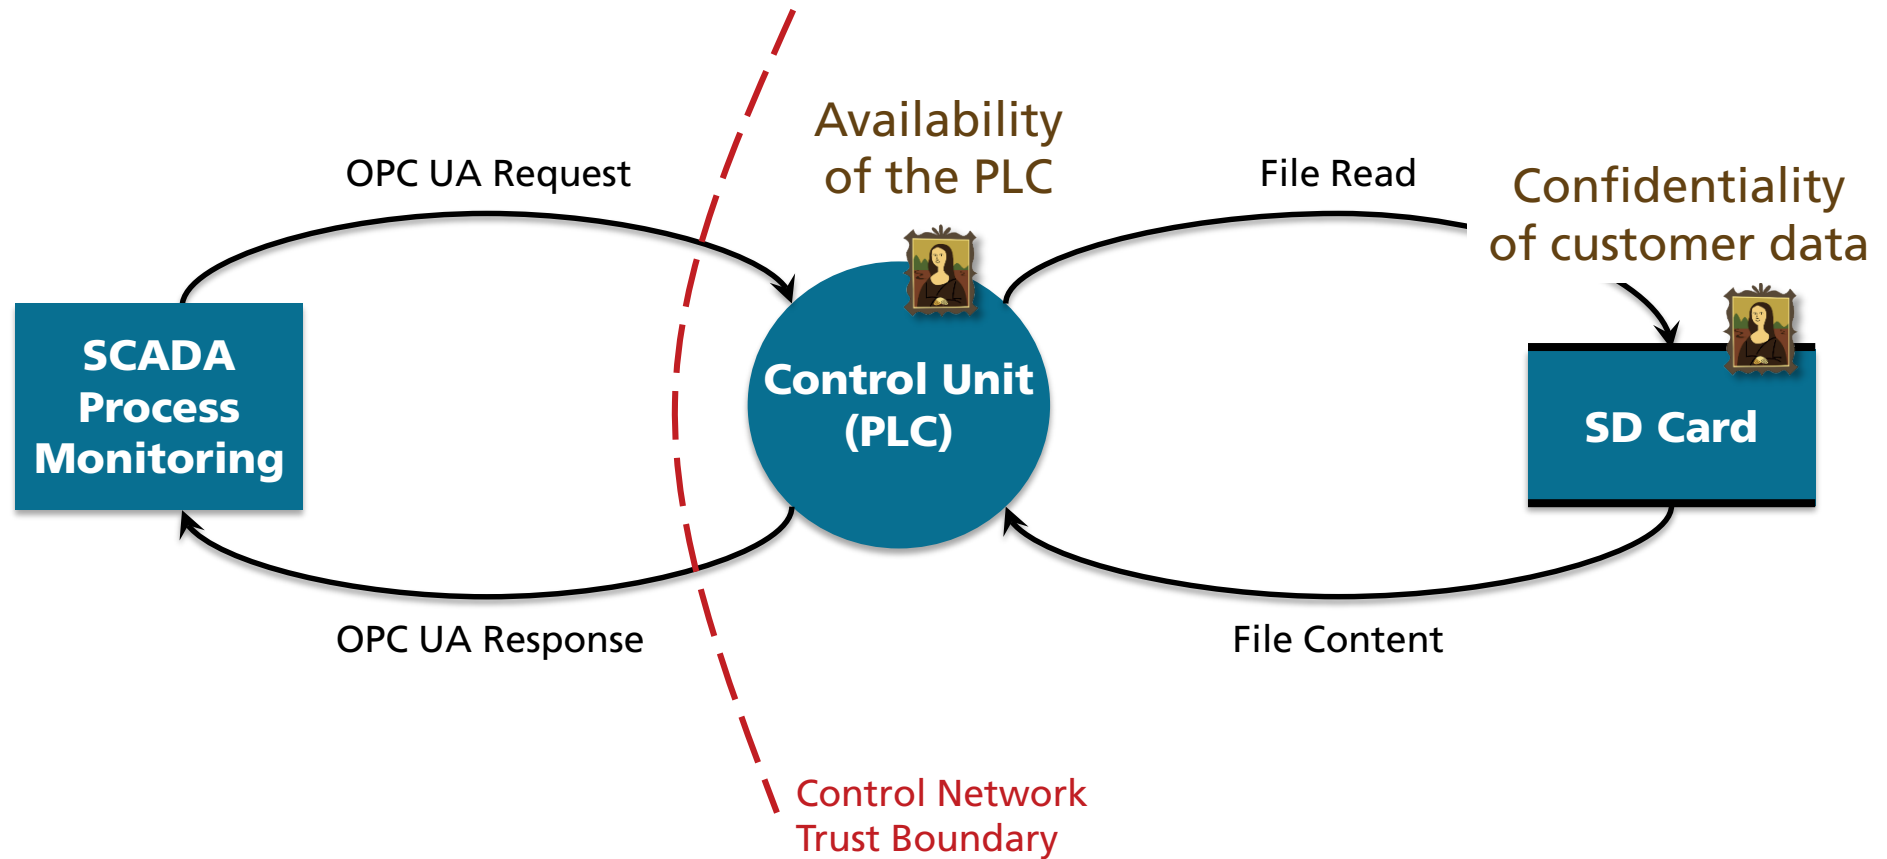 Availability
of the PLC
OPC UA Request
File Read
Confidentiality
of customer data
SCADA
Process
Monitoring
Control Unit
(PLC)
SD Card
OPC UA Response
File Content
Control Network
Trust Boundary